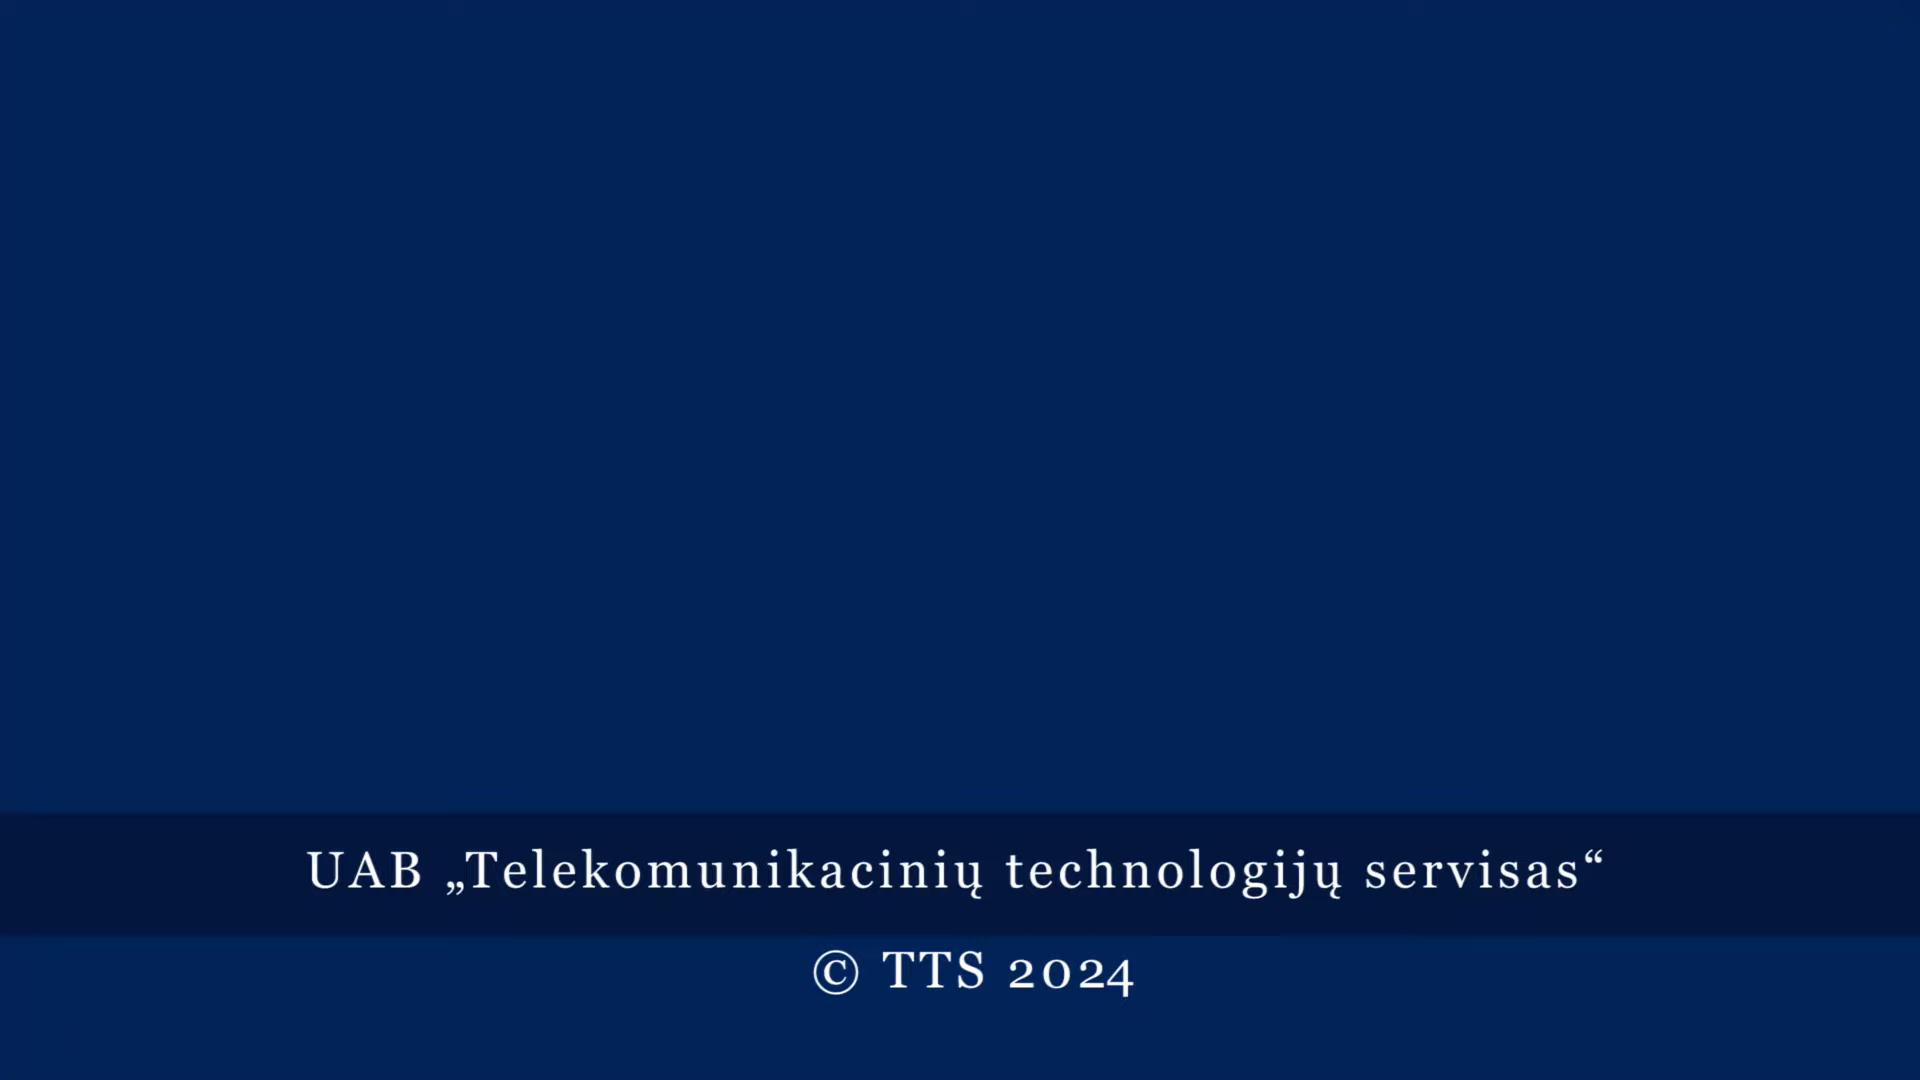 UAB „Telekomunikacinių technologijų servisas“
© TTS 2024